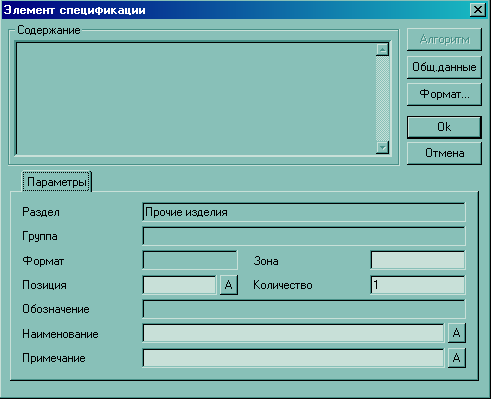 Элемент спецификации
Содержание
Алгоритм
Общ.данные
Формат...
Ok
Отмена
Параметры
Раздел Прочие изделия
Группа
Формат Зона
Позиция А Количество 1
Обозначение
Наименование А
Примечание А